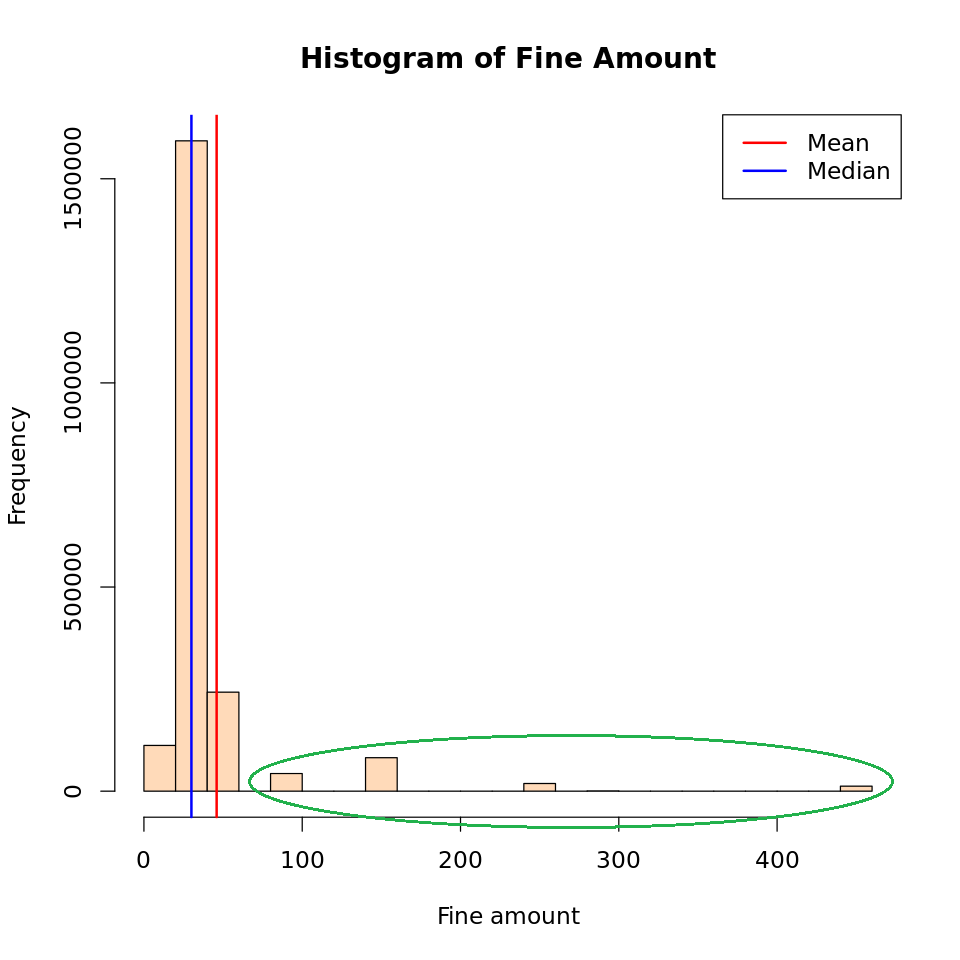 Histogram of Fine Amount
Mean
Median
Frequency
1500000
1000000
500000
0
0 100 200 300 400
Fine amount